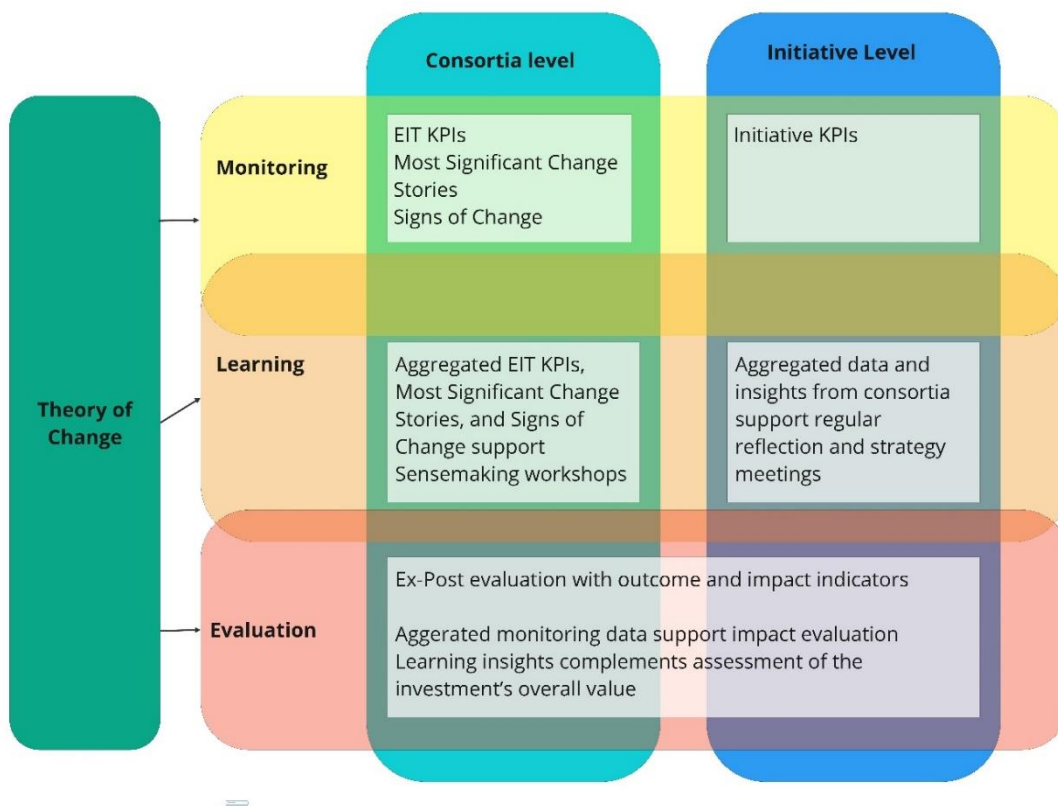 Consortia level
Initiative Level
Theory of
Change
Monitoring
EIT KPIs
Most Significant Change
Stories
Signs of Change
Initiative KPIs
Learning
Aggregated EIT KPIs,
Most Significant Change
Stories, and Signs of
Change support
Sensemaking workshops
Aggregated data and
insights from consortia
support regular
reflection and strategy
meetings
Evaluation
Ex-Post evaluation with outcome and impact indicators
Aggerated monitoring data support impact evaluation
Learning insights complements assessment of the
investment's overall value